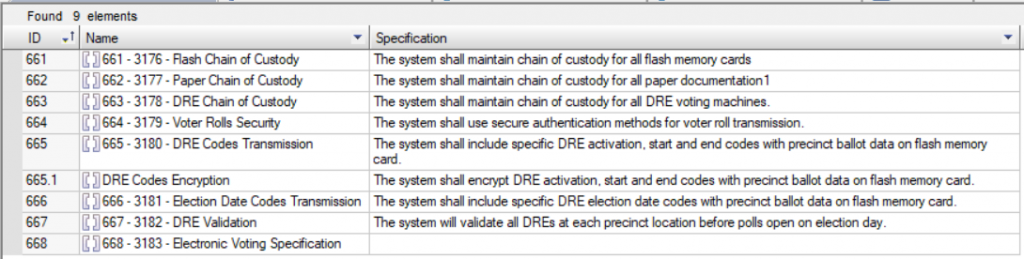 Found 9 elements
ID Name Specification
661 661 - 3176 - Flash Chain of Custody The system shall maintain chain of custody for all flash memory cards
662 662 - 3177 - Paper Chain of Custody The system shall maintain chain of custody for all paper documentation1
663 663 - 3178 - DRE Chain of Custody The system shall maintain chain of custody for all DRE voting machines.
664 664 - 3179 - Voter Rolls Security The system shall use secure authentication methods for voter roll transmission.
665 665 - 3180 - DRE Codes Transmission The system shall include specific DRE activation, start and end codes with precinct ballot data on flash memory
card.
665.1 DRE Codes Encryption The system shall encrypt DRE activation, start and end codes with precinct ballot data on flash memory card.
666 666 - 3181 - Election Date Codes Transmission The system shall include specific DRE election date codes with precinct ballot data on flash memory card.
667 667 - 3182 - DRE Validation The system will validate all DREs at each precinct location before polls open on election day.
668 668 - 3183 - Electronic Voting Specification